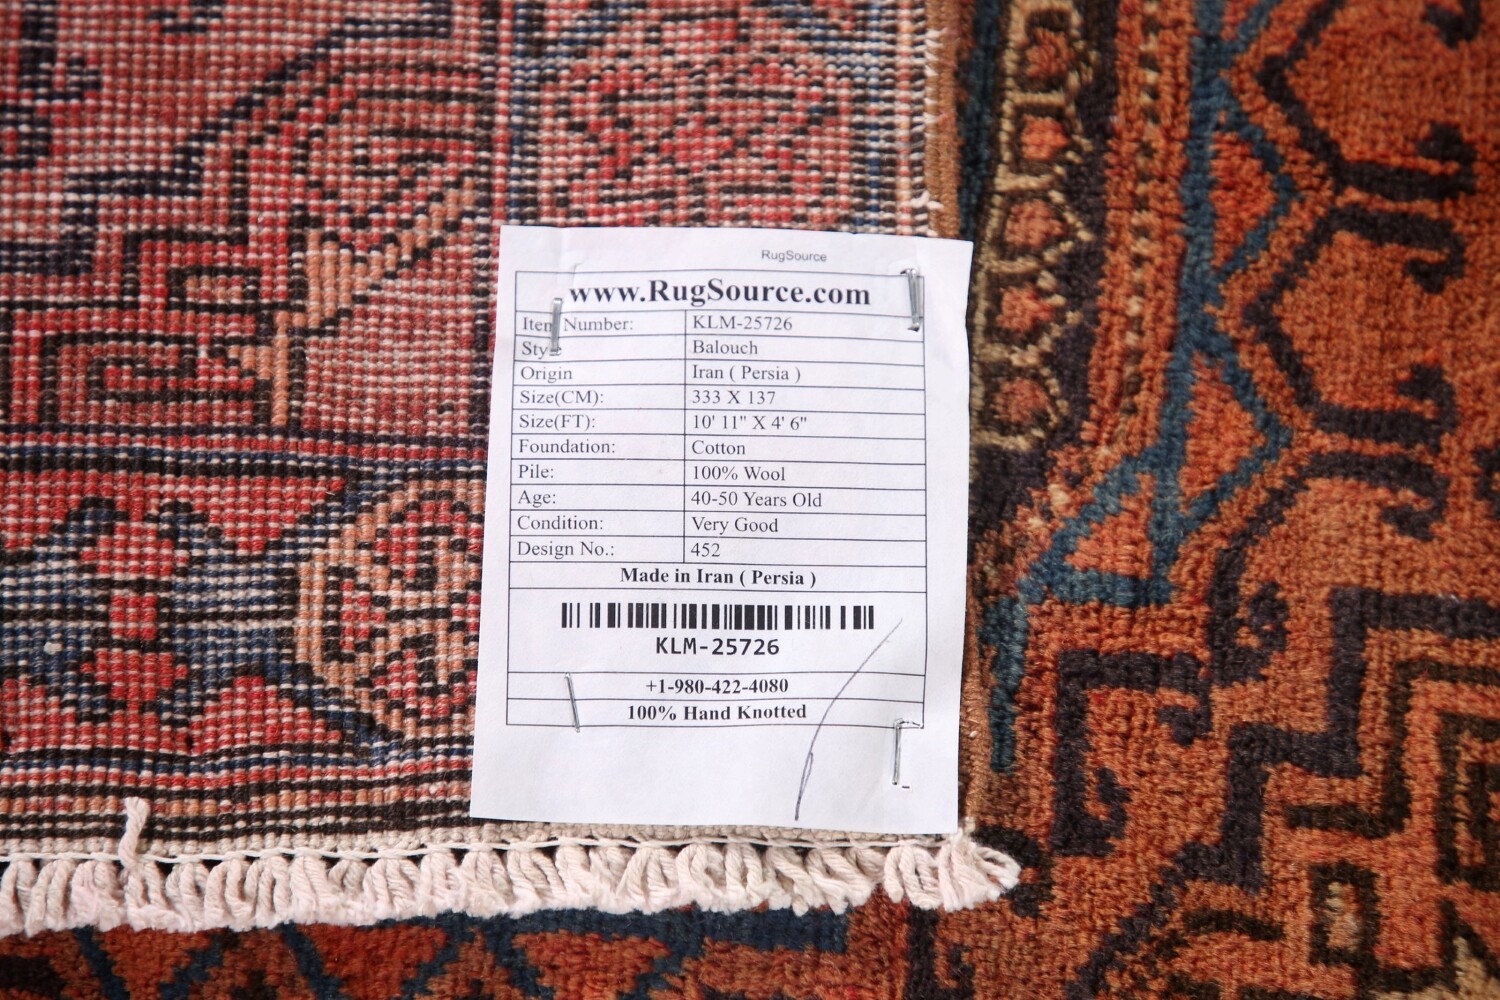 RugSource
www.RugSource.com
Item Number: KLM-25726
Style Balouch
Origin Iran ( Persia )
Size(CM): 333 X 137
Size(FT): 10' 11" X 4' 6"
Foundation: Cotton
Pile: 100% Wool
Age: 40-50 Years Old
Condition: Very Good
Design No.: 452
Made in Iran ( Persia )
KLM-25726
+1-980-422-4080
100% Hand Knotted